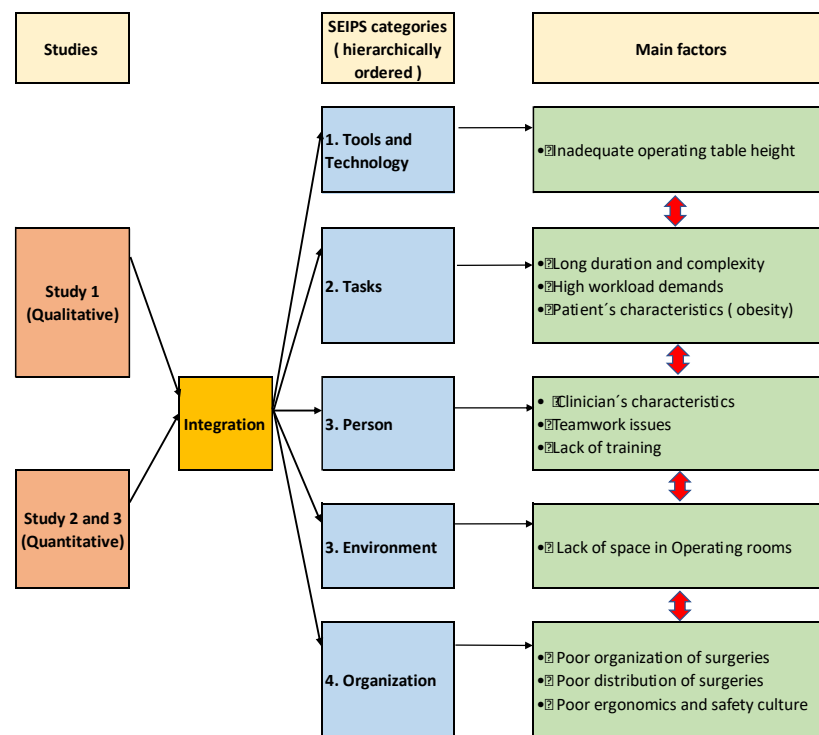 Studies
SEIPS categories
( hierarchically
ordered )
Main factors
1. Tools and
Technology
•⍰Inadequate operating table height
Study 1
(Qualitative)
2. Tasks
•⍰Long duration and complexity
•⍰High workload demands
•⍰Patient´s characteristics ( obesity)
Integration
3. Person
• ⍰Clinician´s characteristics
•⍰Teamwork issues
•⍰Lack of training
Study 2 and 3
(Quantitative)
3. Environment
•⍰ Lack of space in Operating rooms
4. Organization
•⍰ Poor organization of surgeries
•⍰ Poor distribution of surgeries
•⍰ Poor ergonomics and safety culture